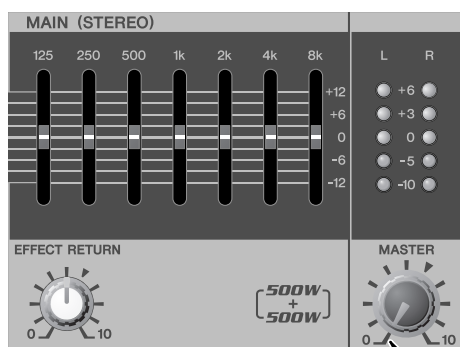 MAIN (STEREO)
125 250 500 1k 2k 4k 8k
L R
+12
+6
0
-6
-12
+6
+3
0
-5
-10
EFFECT RETURN
0 10
500W
+
500W
MASTER
0 10